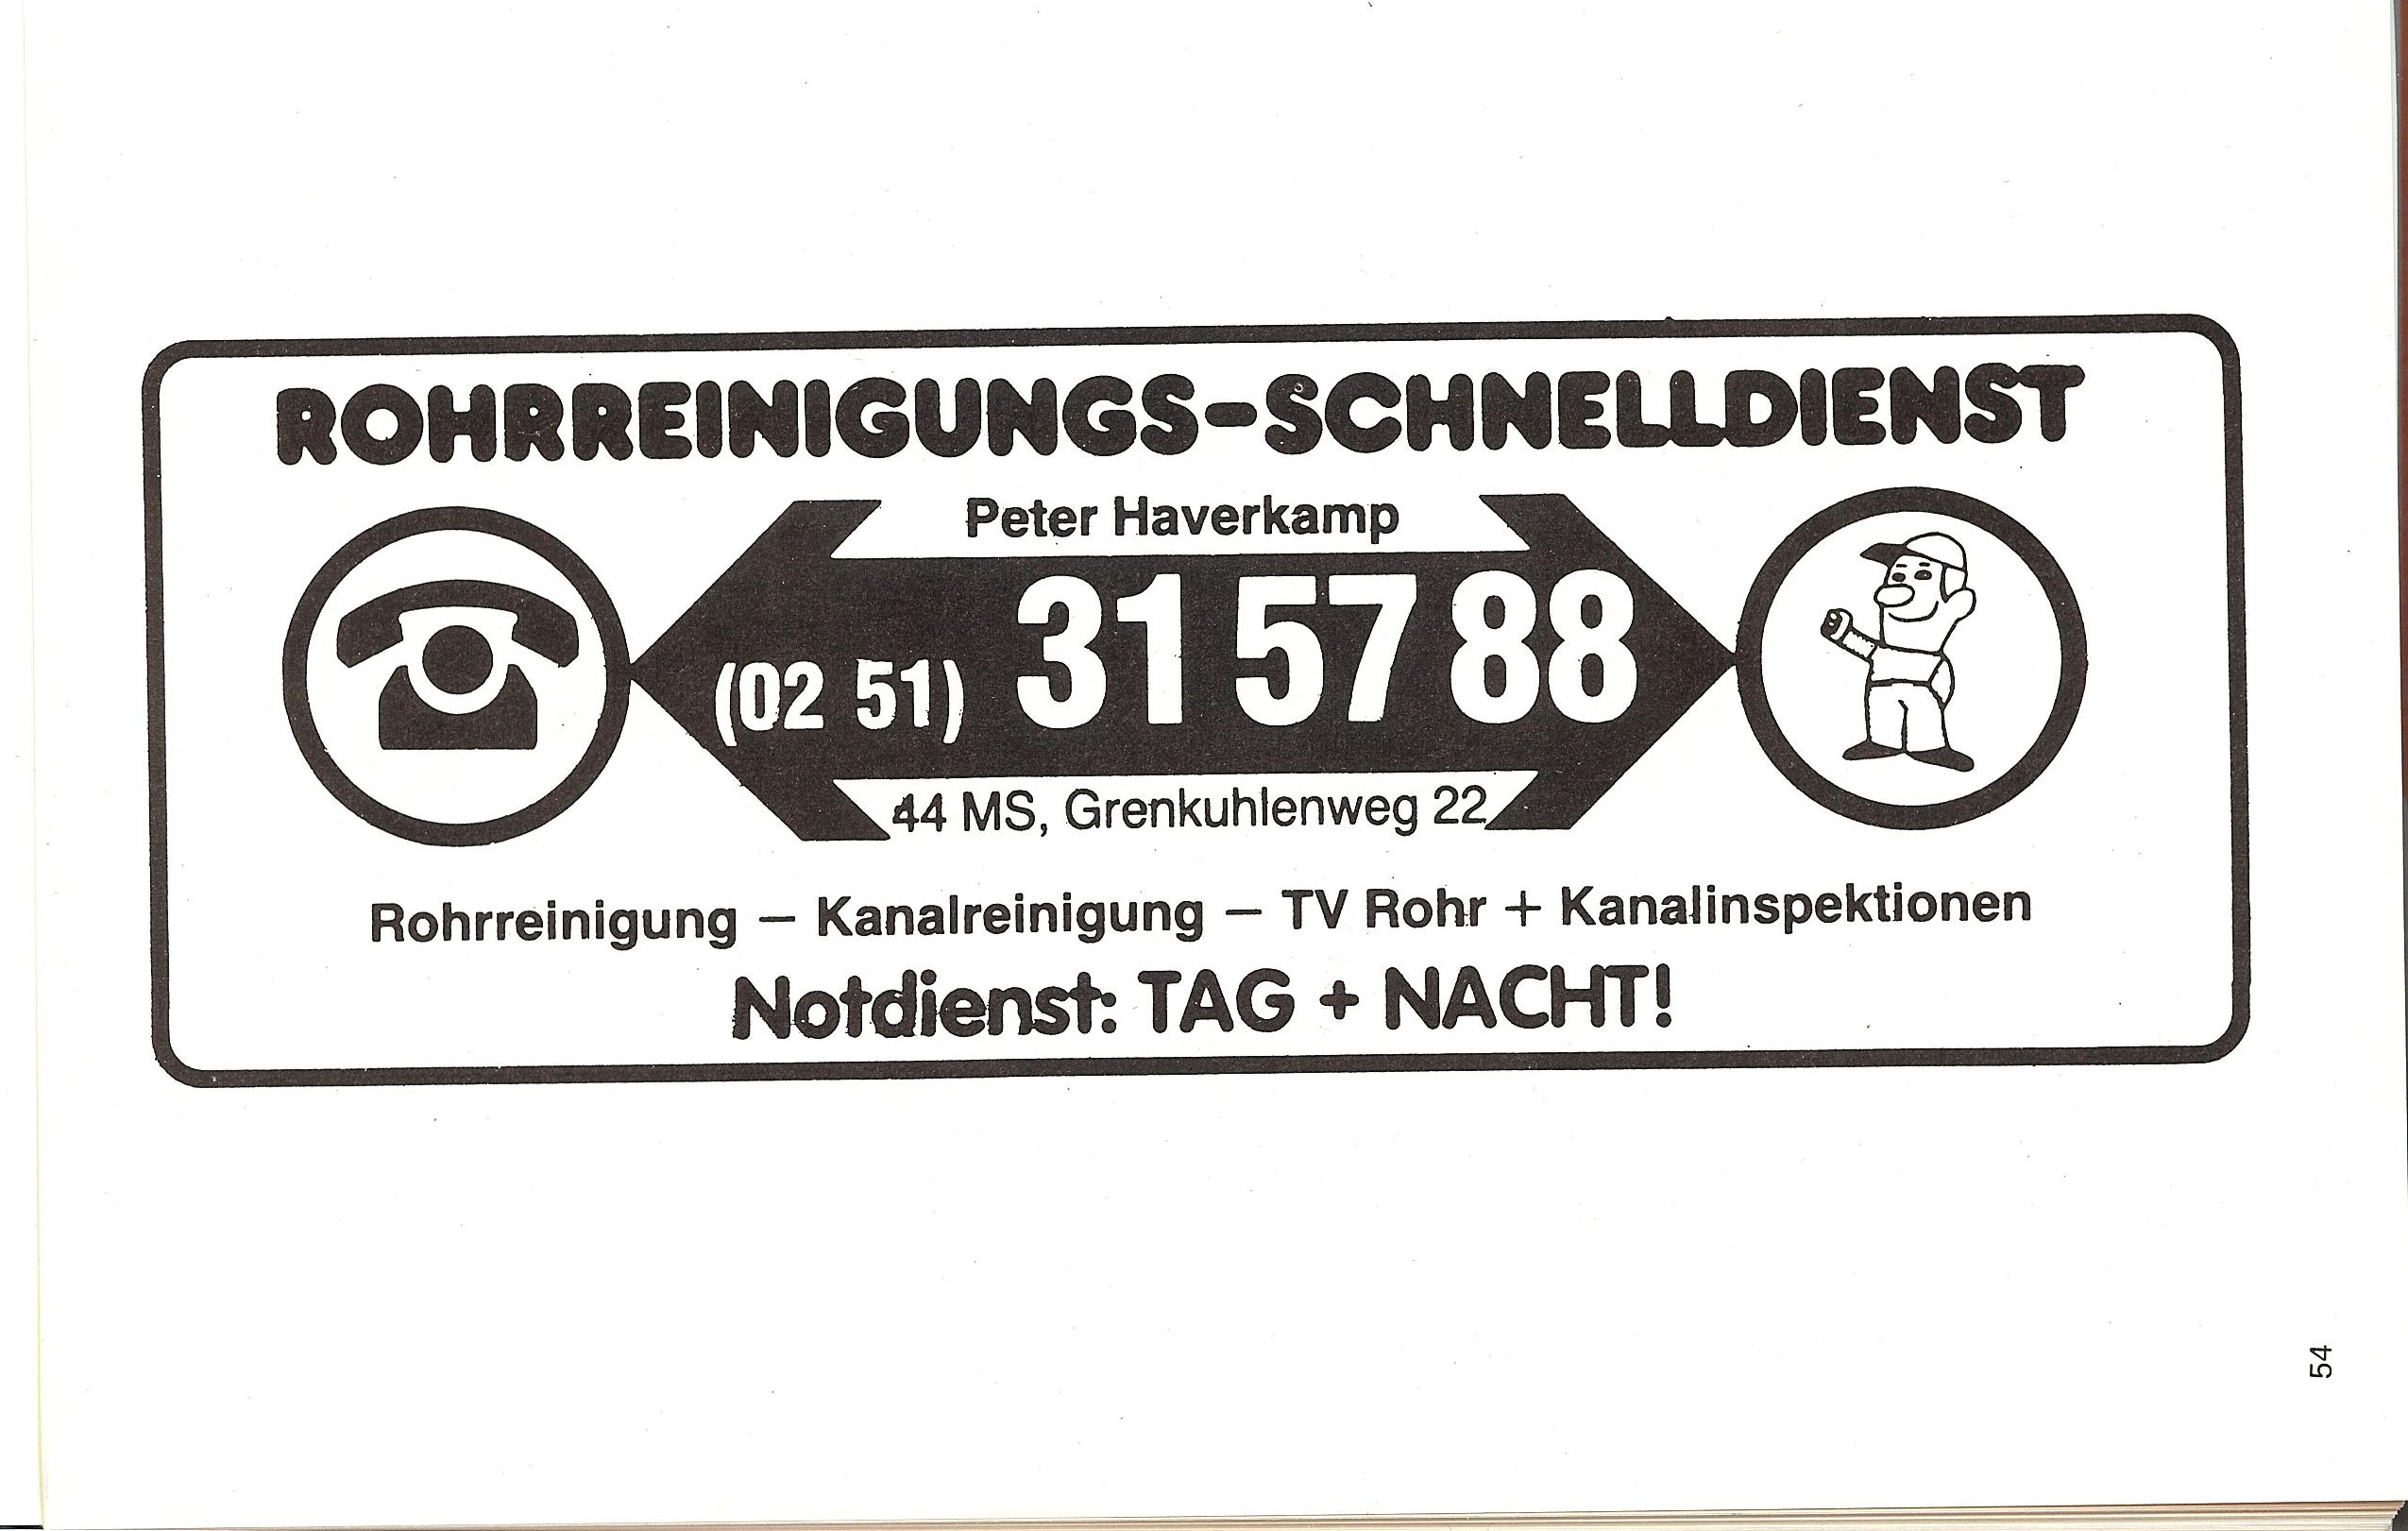 ROHRREINIGUNGS-SCHNELLDIENST
Peter Haverkamp
(02 51) 31 57 88
44 MS, Grenkuhlenweg 22
Rohrreinigung – Kanalreinigung – TV Rohr + Kanalinspektionen
Notdienst: TAG + NACHT!
54